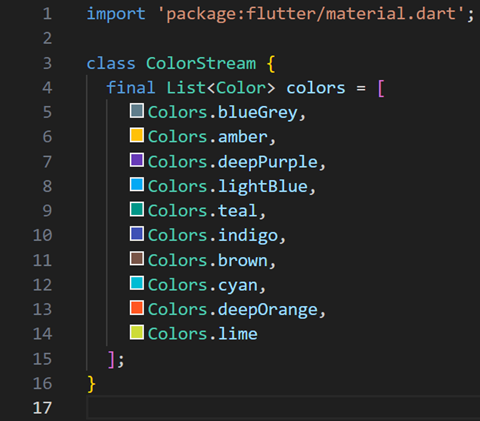 1 import 'package:flutter/material.dart';
2
3 class ColorStream {
4   final List<Color> colors = [
5     Colors.blueGrey,
6     Colors.amber,
7     Colors.deepPurple,
8     Colors.lightBlue,
9     Colors.teal,
10     Colors.indigo,
11     Colors.brown,
12     Colors.cyan,
13     Colors.deepOrange,
14     Colors.lime
15   ];
16 }
17